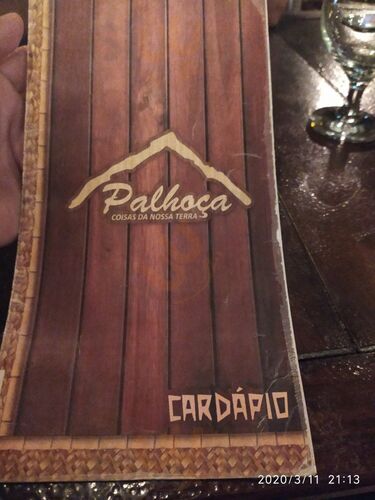 Palhoça
COISAS DA NOSSA TERRA
CARDÁPIO
2020/3/11 21:13